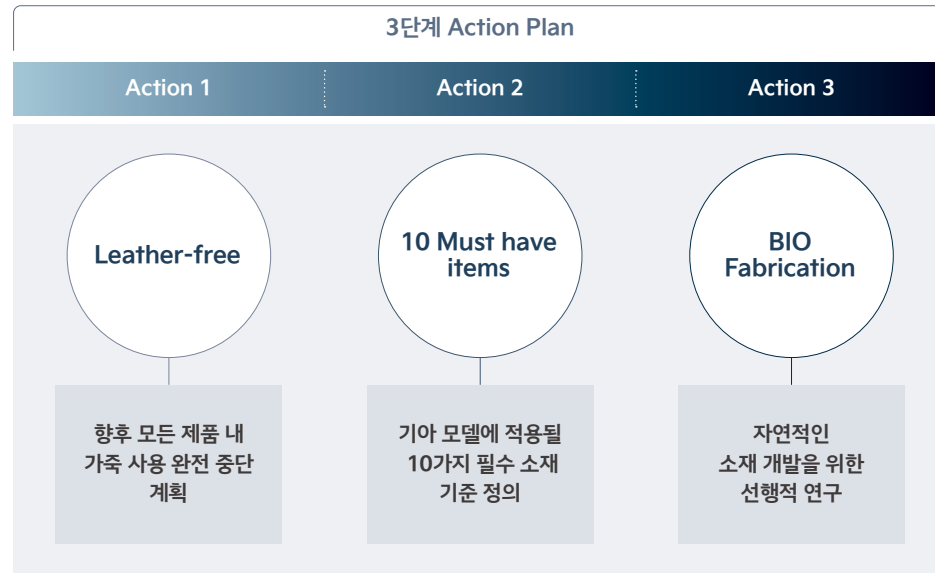 3단계 Action Plan
Action 1
Action 2
Action 3
Leather-free
10 Must have
items
BIO
Fabrication
향후 모든 제품 내
가죽 사용 완전 중단
계획
기아 모델에 적용될
10가지 필수 소재
기준 정의
자연적인
소재 개발을 위한
선행적 연구